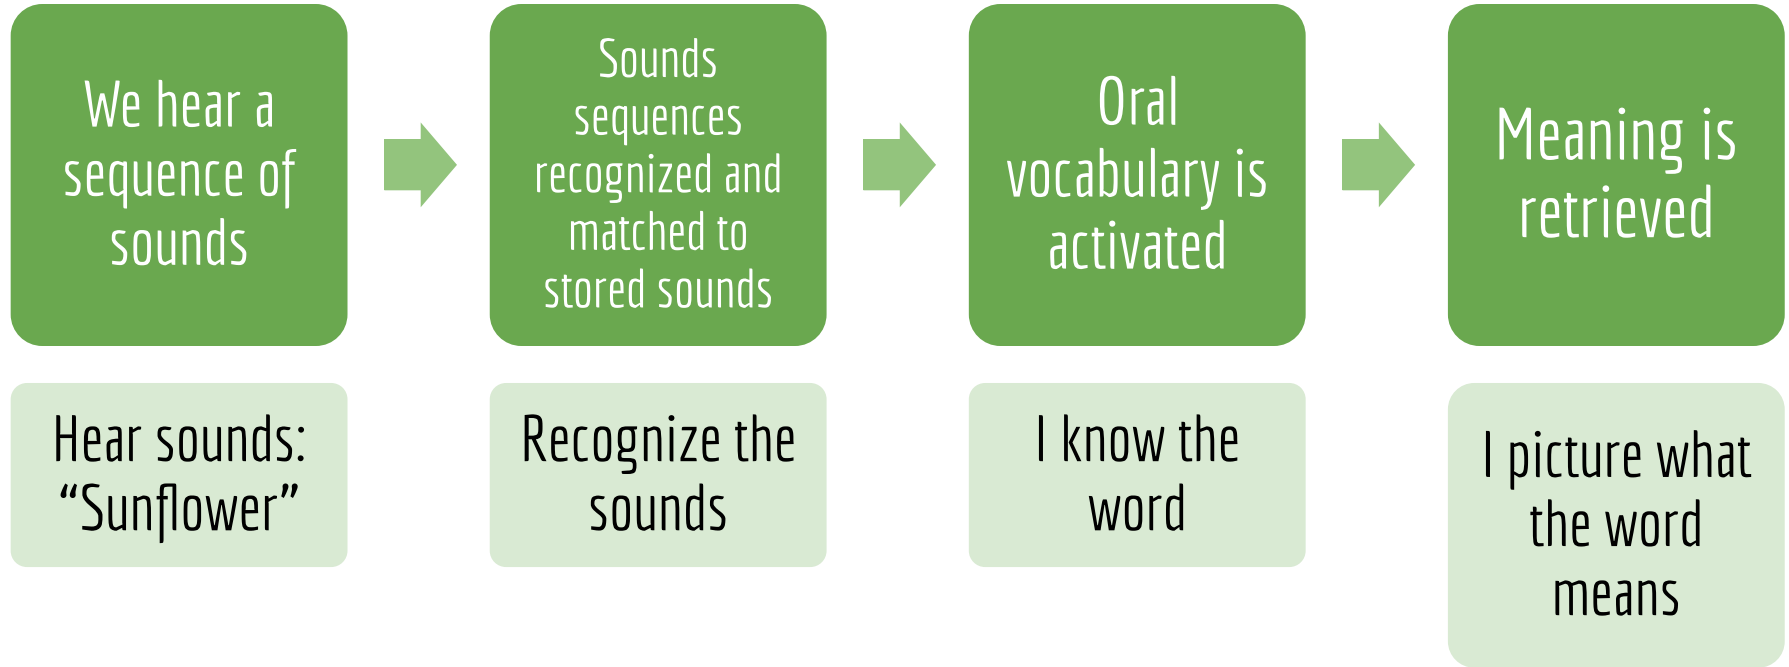 We hear a
sequence of
sounds
Sounds
sequences
recognized and
matched to
stored sounds
Oral
vocabulary is
activated
Meaning is
retrieved
Hear sounds:
“Sunflower”
Recognize the
sounds
I know the
word
I picture what
the word
means